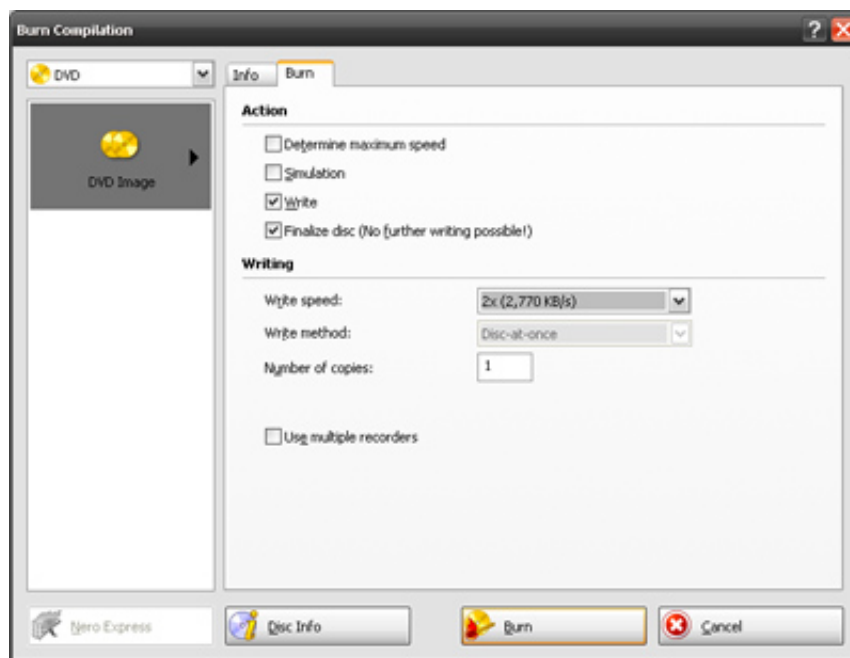 Burn Compilation
DVD
Info Burn
Action
DVD Image
Determine maximum speed
Simulation
Write
Finalize disc (No further writing possible!)
Writing
Write speed: 2x (2,770 KB/s)
Write method: Disc-at-once
Number of copies: 1
Use multiple recorders
Nero Express Disc Info Burn Cancel